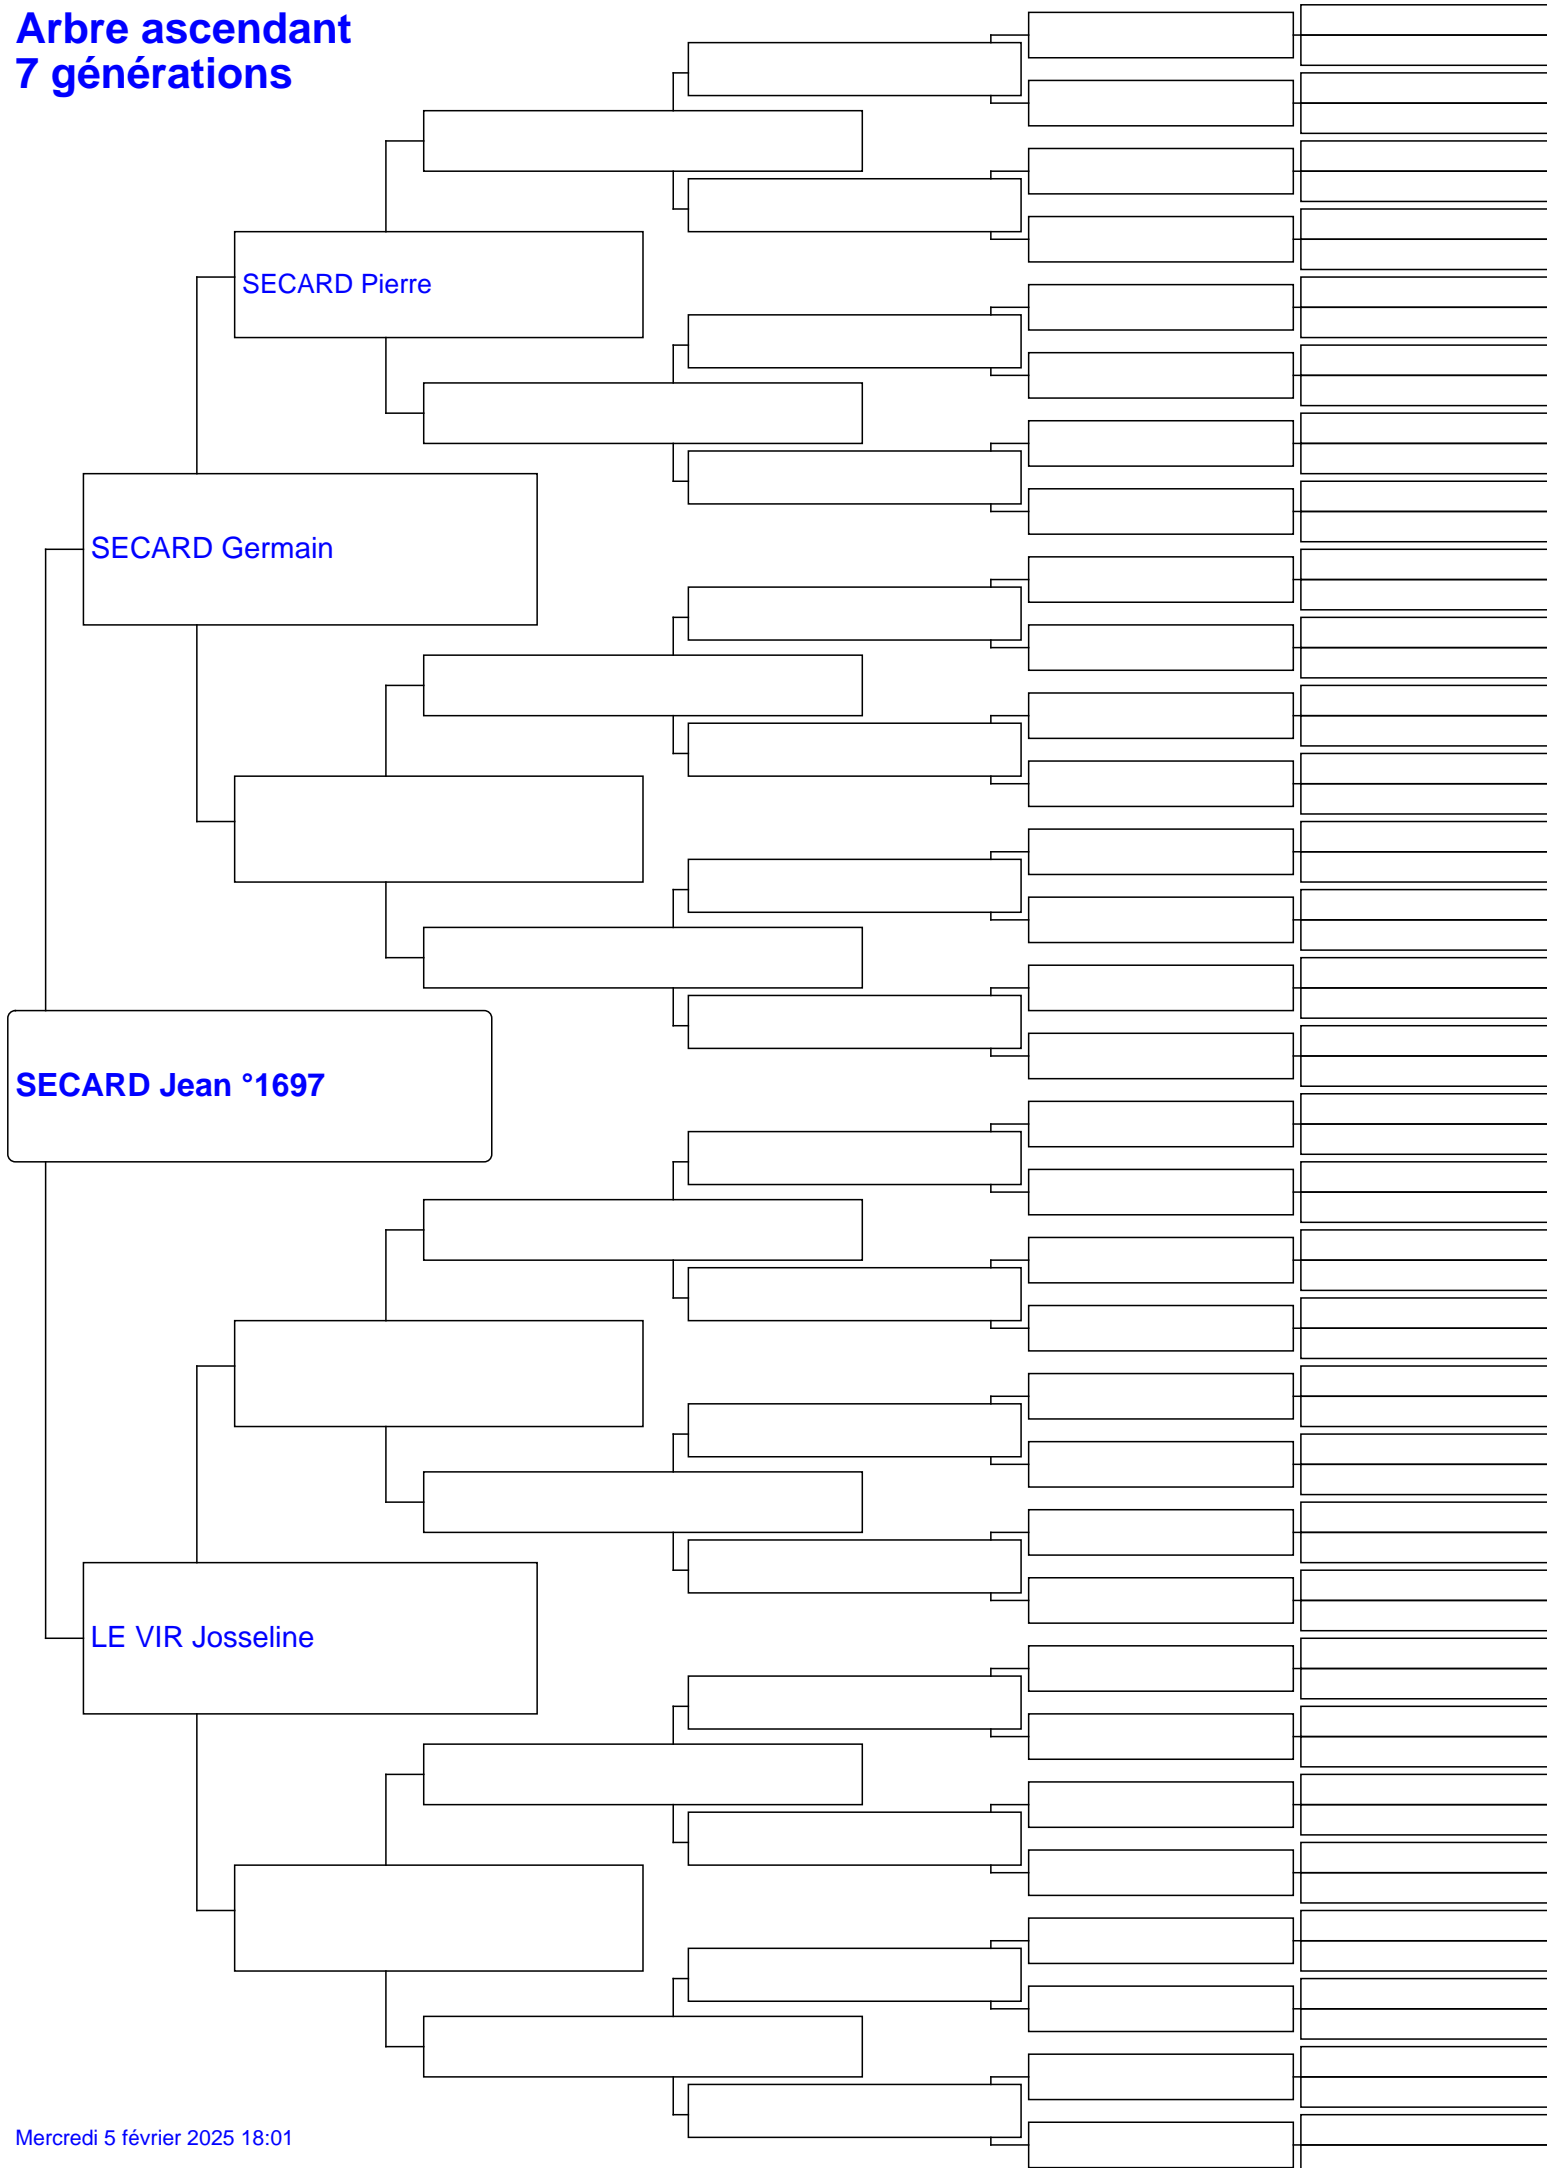 Arbre ascendant
7 générations
SECARD Pierre
SECARD Germain
SECARD Jean °1697
LE VIR Josseline
Mercredi 5 février 2025 18:01